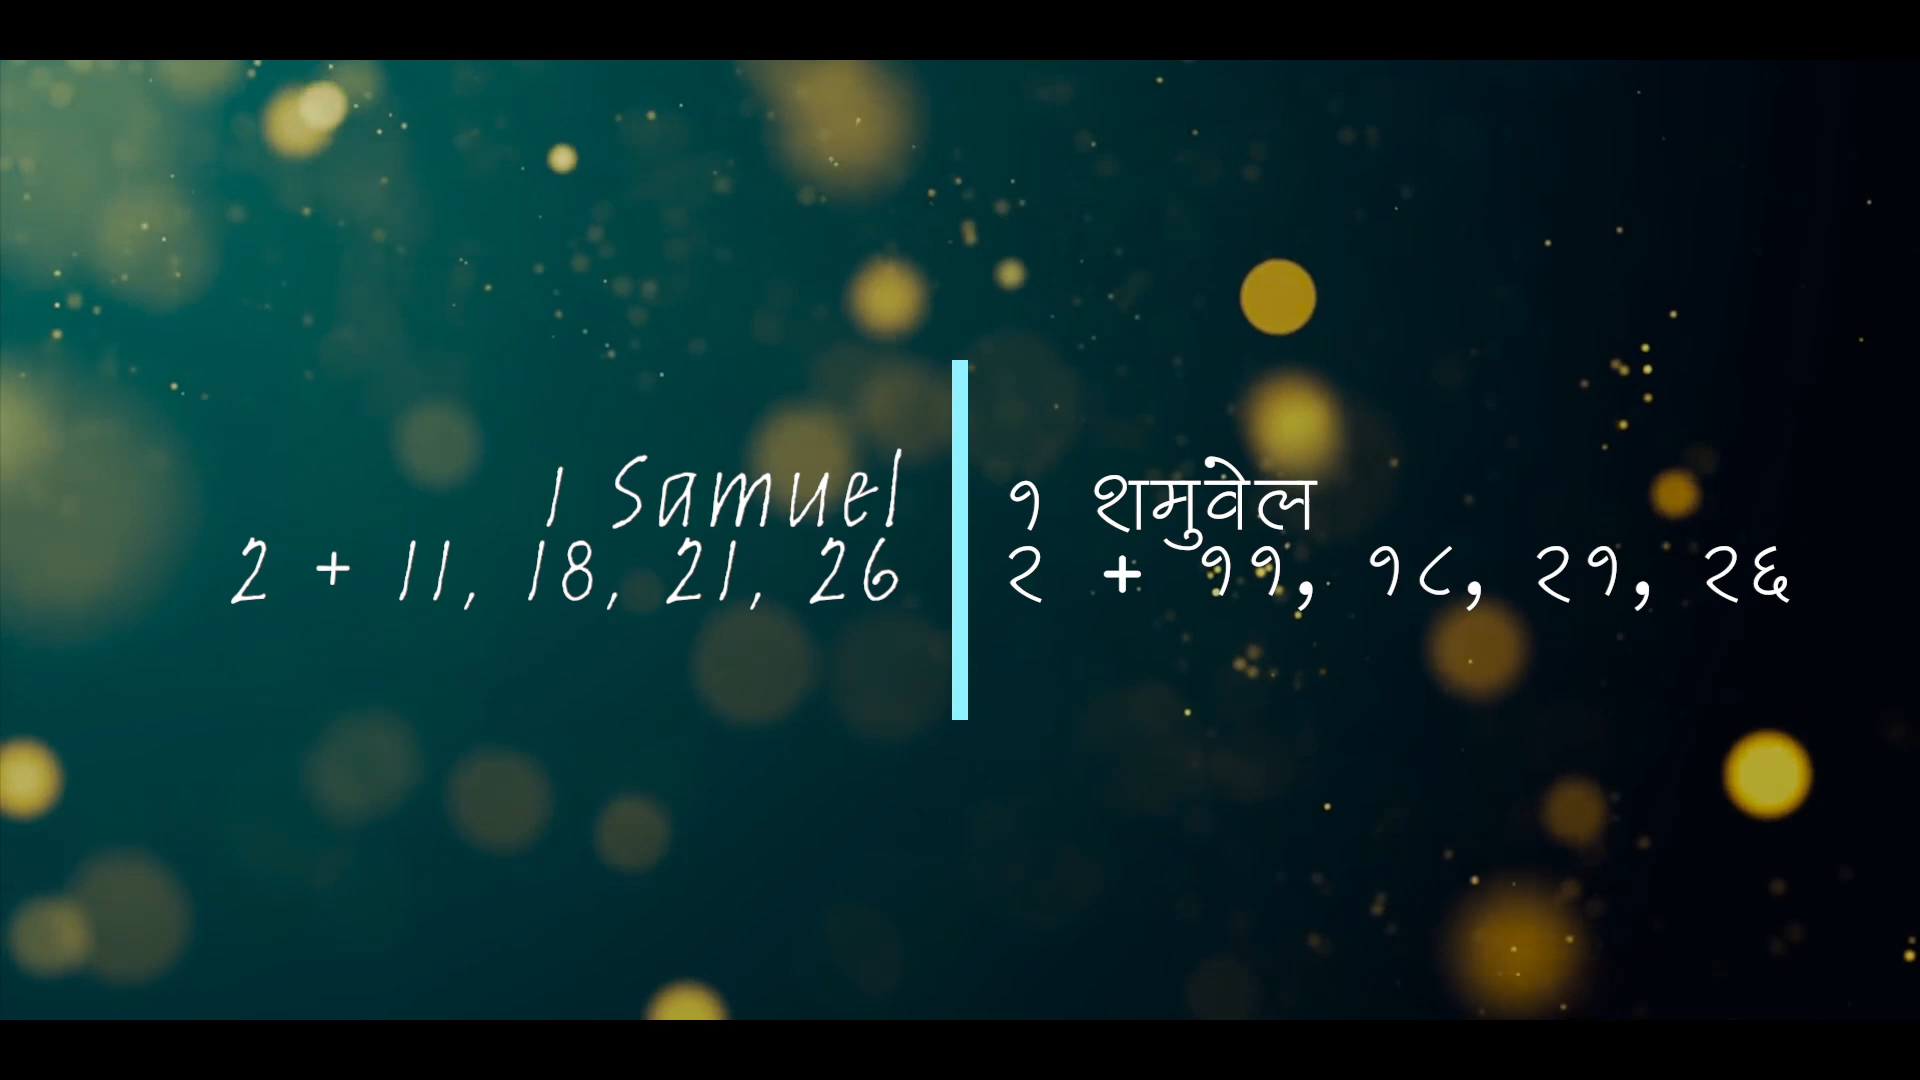 1 Samuel
2 + 11, 18, 21, 26
१ शमुवेल
२ + ११, १८, २१, २६